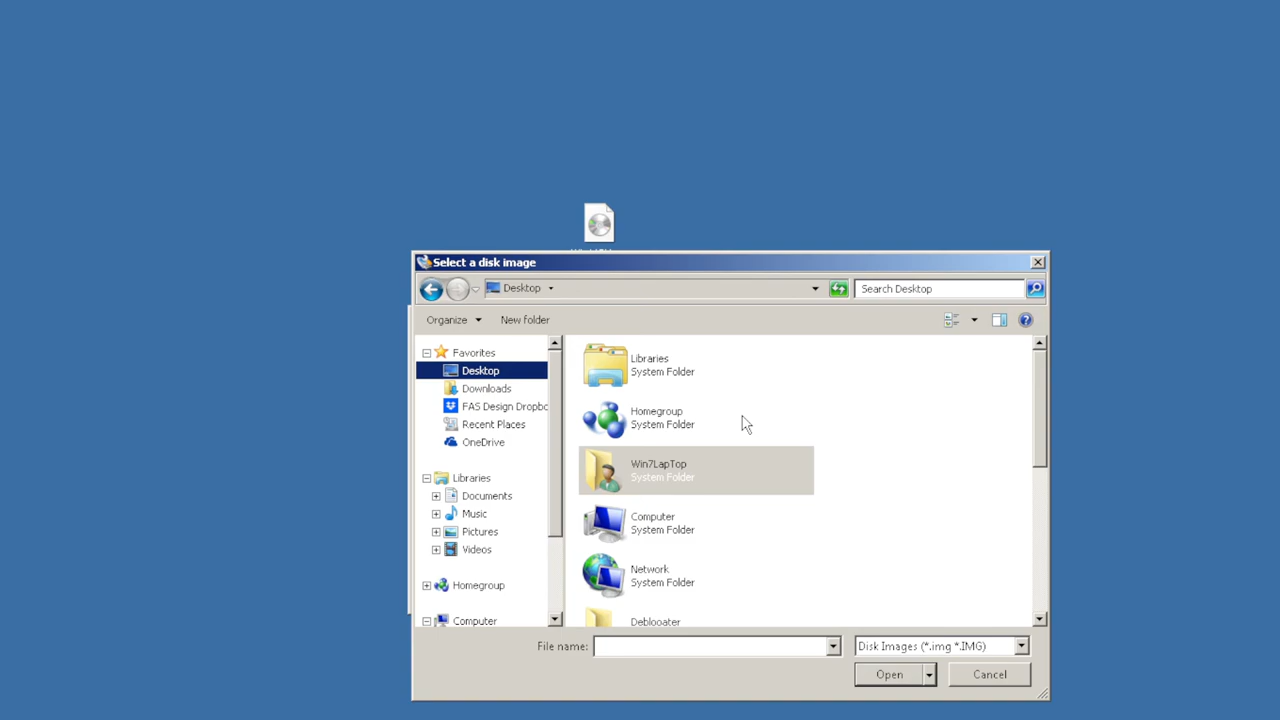 Select a disk image
Desktop
Search Desktop
Organize
New folder
Favorites
Desktop
Downloads
FAS Design Dropbo
Recent Places
OneDrive
Libraries
Documents
Music
Pictures
Videos
Homegroup
Computer
Libraries
System Folder
Homegroup
System Folder
Win7LapTop
System Folder
Computer
System Folder
Network
System Folder
Deblooater
File name:
Disk Images (*.img *.IMG)
Open
Cancel